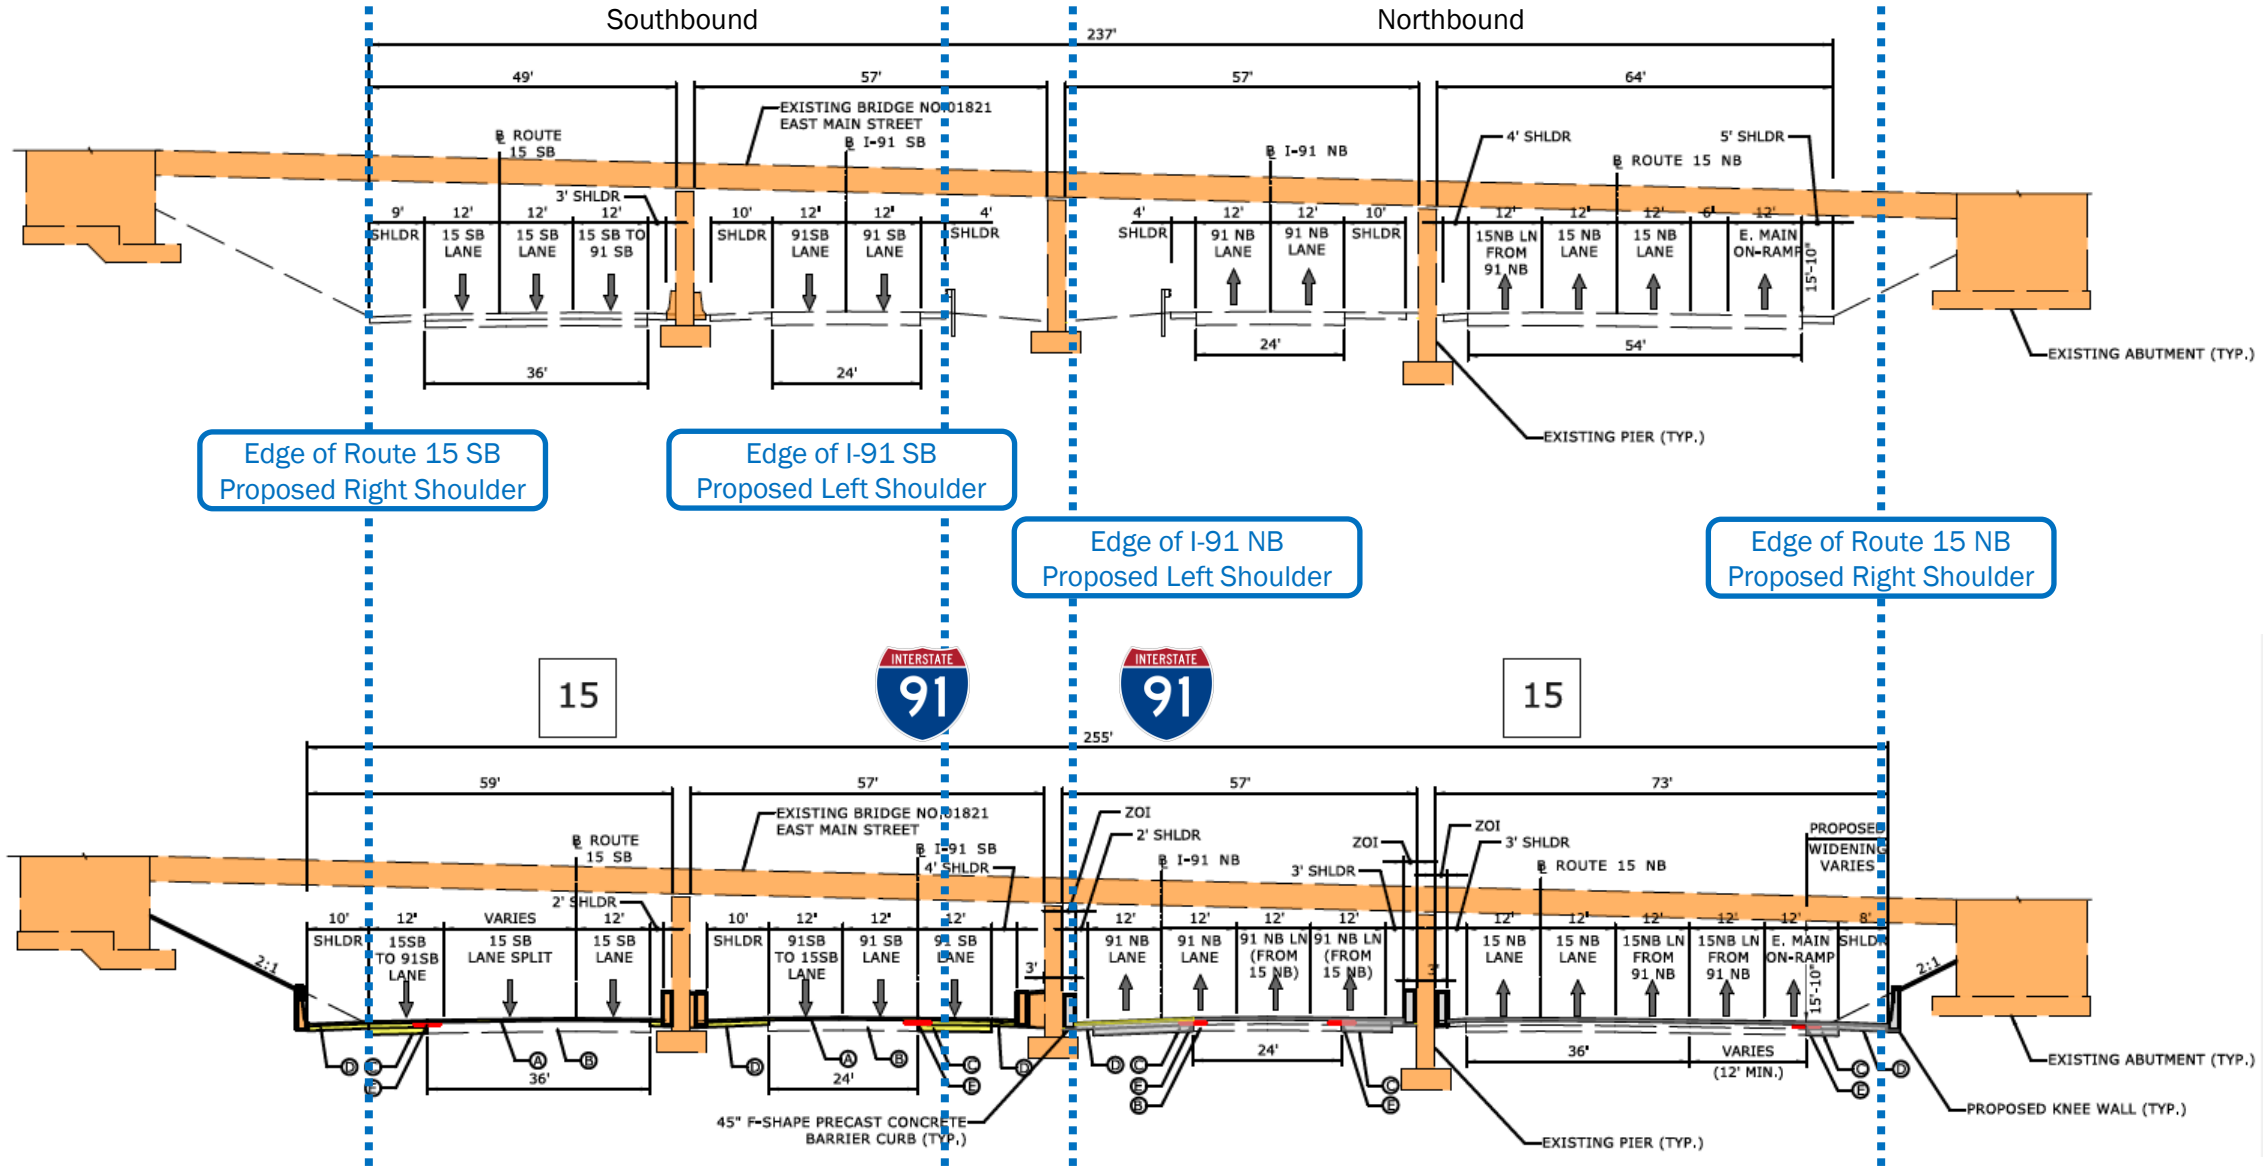 Southbound
Northbound
237'
49'
57'
57'
64'
EXISTING BRIDGE NO.01821
EAST MAIN STREET
B ROUTE
15 SB
B I-91 SB
B I-91 NB
4' SHLDR
5' SHLDR
B ROUTE 15 NB
3' SHLDR
9'
12'
12'
12'
10'
12'
12'
4'
4'
12'
12'
10'
12'
12'
12'
6'
12'
SHLDR
15 SB
LANE
15 SB
LANE
15 SB TO
91 SB
SHLDR
91SB
LANE
91 SB
LANE
SHLDR
SHLDR
91 NB
LANE
91 NB
LANE
SHLDR
15NB LN
FROM
91 NB
15 NB
LANE
15 NB
LANE
E. MAIN
ON-RAMP
15'-10"
36'
24'
24'
54'
EXISTING ABUTMENT (TYP.)
EXISTING PIER (TYP.)
Edge of Route 15 SB
Proposed Right Shoulder
Edge of I-91 SB
Proposed Left Shoulder
Edge of I-91 NB
Proposed Left Shoulder
Edge of Route 15 NB
Proposed Right Shoulder
15
INTERSTATE
91
INTERSTATE
91
15
255'
59'
57'
57'
73'
EXISTING BRIDGE NO.01821
EAST MAIN STREET
B ROUTE
15 SB
B I-91 SB
4' SHLDR
2' SHLDR
ZOI
2' SHLDR
B I-91 NB
ZOI
3' SHLDR
ZOI
3' SHLDR
B ROUTE 15 NB
PROPOSED
WIDENING
VARIES
10'
12'
VARIES
12'
10'
12'
12'
12'
12'
12'
12'
12'
12'
12'
12'
12'
12'
8'
SHLDR
15SB
TO 91SB
LANE
15 SB
LANE SPLIT
15 SB
LANE
SHLDR
91SB
TO 15SB
LANE
91 SB
LANE
91 SB
LANE
91 NB
LANE
91 NB
LANE
91 NB LN
(FROM
15 NB)
91 NB LN
(FROM
15 NB)
15 NB
LANE
15 NB
LANE
15NB LN
FROM
91 NB
15NB LN
FROM
91 NB
E. MAIN
ON-RAMP
SHLDR
2:1
3'
3'
15'-10"
2:1
D
C
E
A
B
36'
D
A
B
24'
C
E
D
D
C
E
B
24'
C
E
36'
VARIES
(12' MIN.)
C
E
D
EXISTING ABUTMENT (TYP.)
45" F-SHAPE PRECAST CONCRETE
BARRIER CURB (TYP.)
EXISTING PIER (TYP.)
PROPOSED KNEE WALL (TYP.)